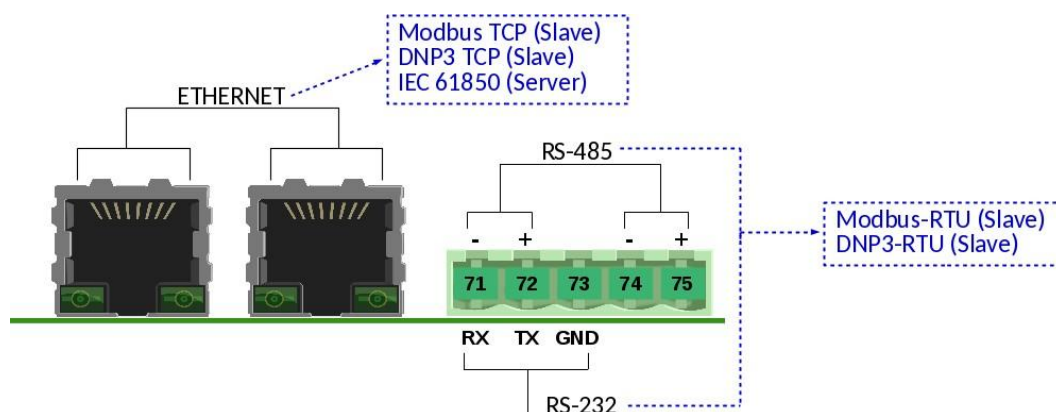 Modbus TCP (Slave)
DNP3 TCP (Slave)
IEC 61850 (Server)
ETHERNET
RS-485
Modbus-RTU (Slave)
DNP3-RTU (Slave)
- + - +
71 72 73 74 75
RX TX GND
RS-232